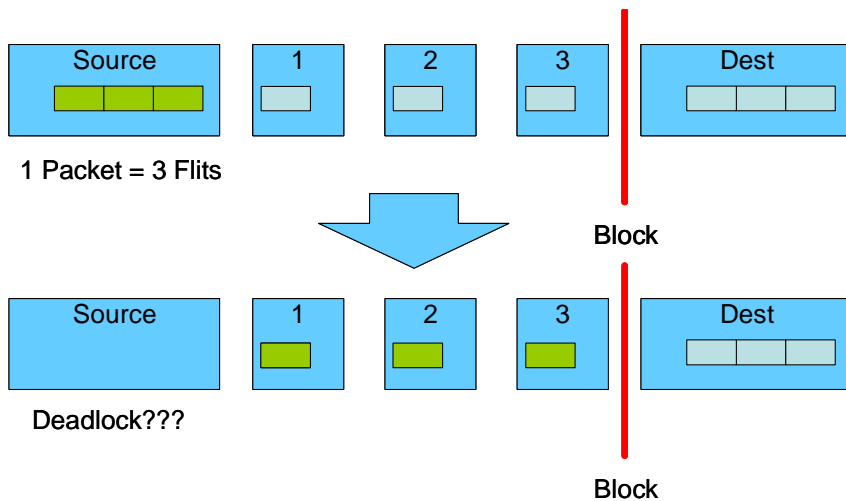 Source 1 2 3 Dest
1 Packet = 3 Flits
Block
Source 1 2 3 Dest
Deadlock???
Block